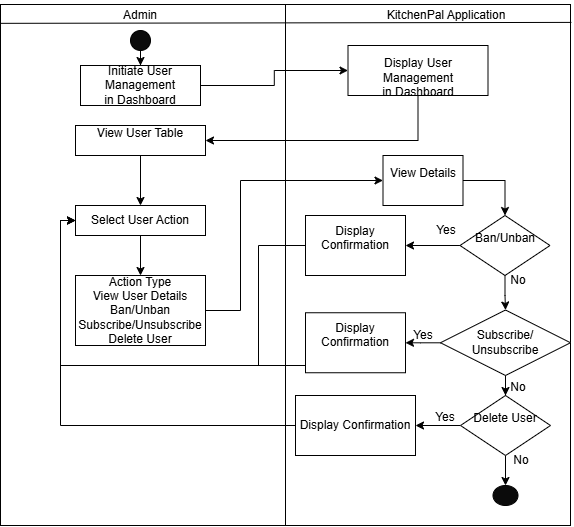 Admin
KitchenPal Application
Initiate User
Management
in Dashboard
Display User
Management
in Dashboard
View User Table
View Details
Select User Action
Display
Confirmation
Yes
Ban/Unban
No
Action Type
View User Details
Ban/Unban
Subscribe/Unsubscribe
Delete User
Display
Confirmation
Yes
Subscribe/
Unsubscribe
No
Display Confirmation
Yes
Delete User
No